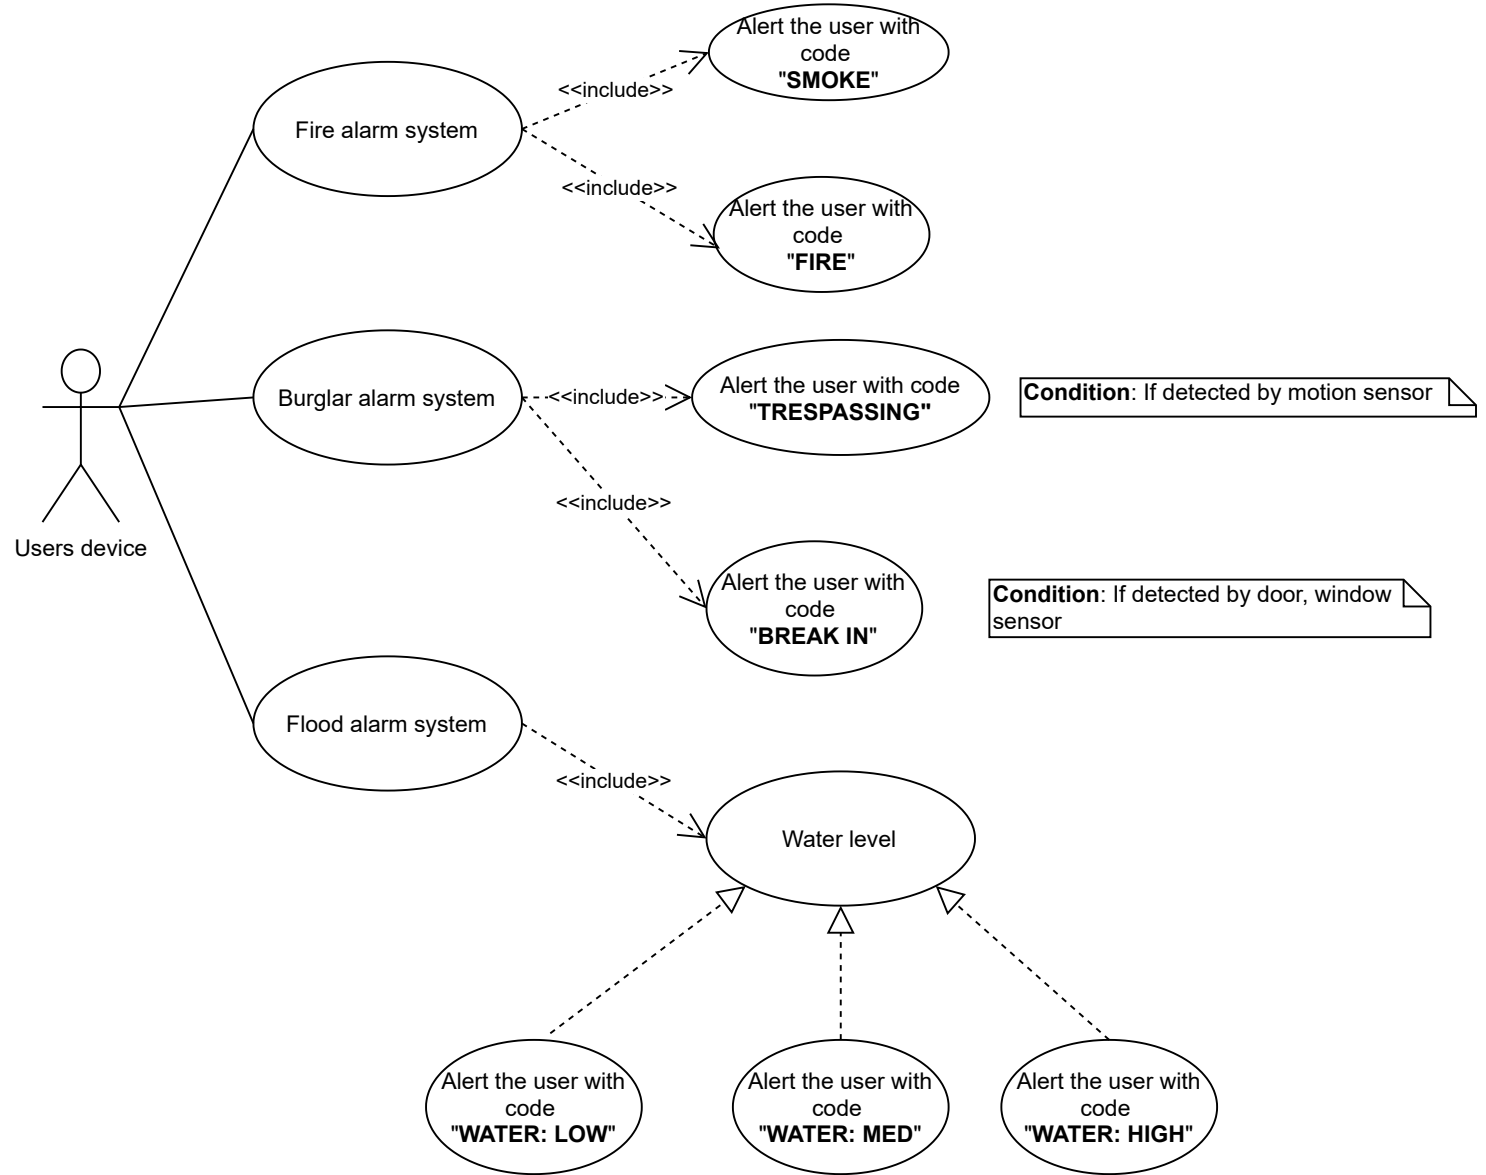 Alert the user with
code
"SMOKE"
<<include>>
Fire alarm system
<<include>>
Alert the user with
code
"FIRE"
Burglar alarm system
<<include>>
Alert the user with code
"TRESPASSING"
Condition: If detected by motion sensor
<<include>>
Users device
Alert the user with
code
"BREAK IN"
Condition: If detected by door, window
sensor
Flood alarm system
<<include>>
Water level
Alert the user with
code
"WATER: LOW"
Alert the user with
code
"WATER: MED"
Alert the user with
code
"WATER: HIGH"